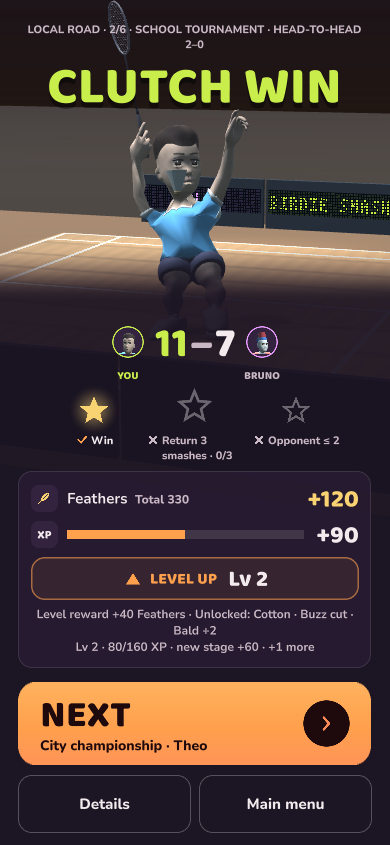 LOCAL ROAD · 2/6 · SCHOOL TOURNAMENT · HEAD-TO-HEAD
2–0
CLUTCH WIN
BIRDIE SMASH
11–7
YOU
BRUNO
Win
Return 3
smashes · 0/3
Opponent ≤ 2
Feathers Total 330 +120
XP +90
LEVEL UP Lv 2
Level reward +40 Feathers · Unlocked: Cotton · Buzz cut ·
Bald +2
Lv 2 · 80/160 XP · new stage +60 · +1 more
NEXT
City championship · Theo
Details
Main menu